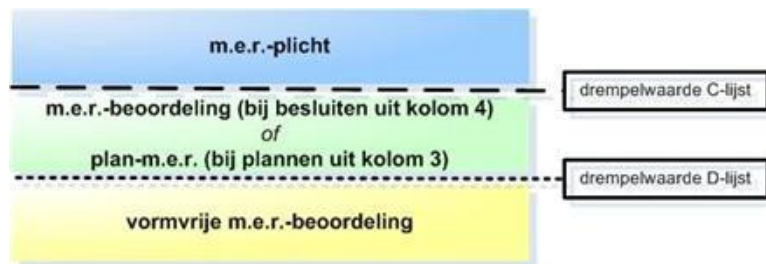 m.e.r.-plicht
drempelwaarde C-lijst
m.e.r.-beoordeling (bij besluiten uit kolom 4)
of
plan-m.e.r. (bij plannen uit kolom 3)
drempelwaarde D-lijst
vormvrije m.e.r.-beoordeling